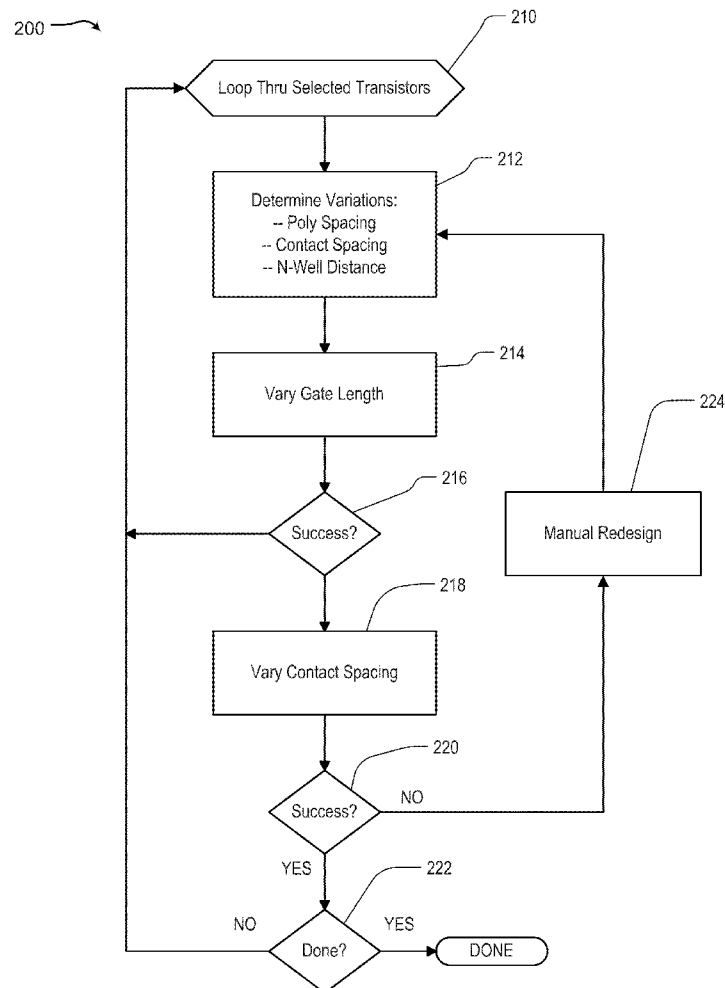 200
210
Loop Thru Selected Transistors
212
Determine Variations:
-- Poly Spacing
-- Contact Spacing
-- N-Well Distance
214
Vary Gate Length
224
216
Success?
Manual Redesign
218
Vary Contact Spacing
220
Success?
NO
YES
222
NO
YES
Done?
DONE